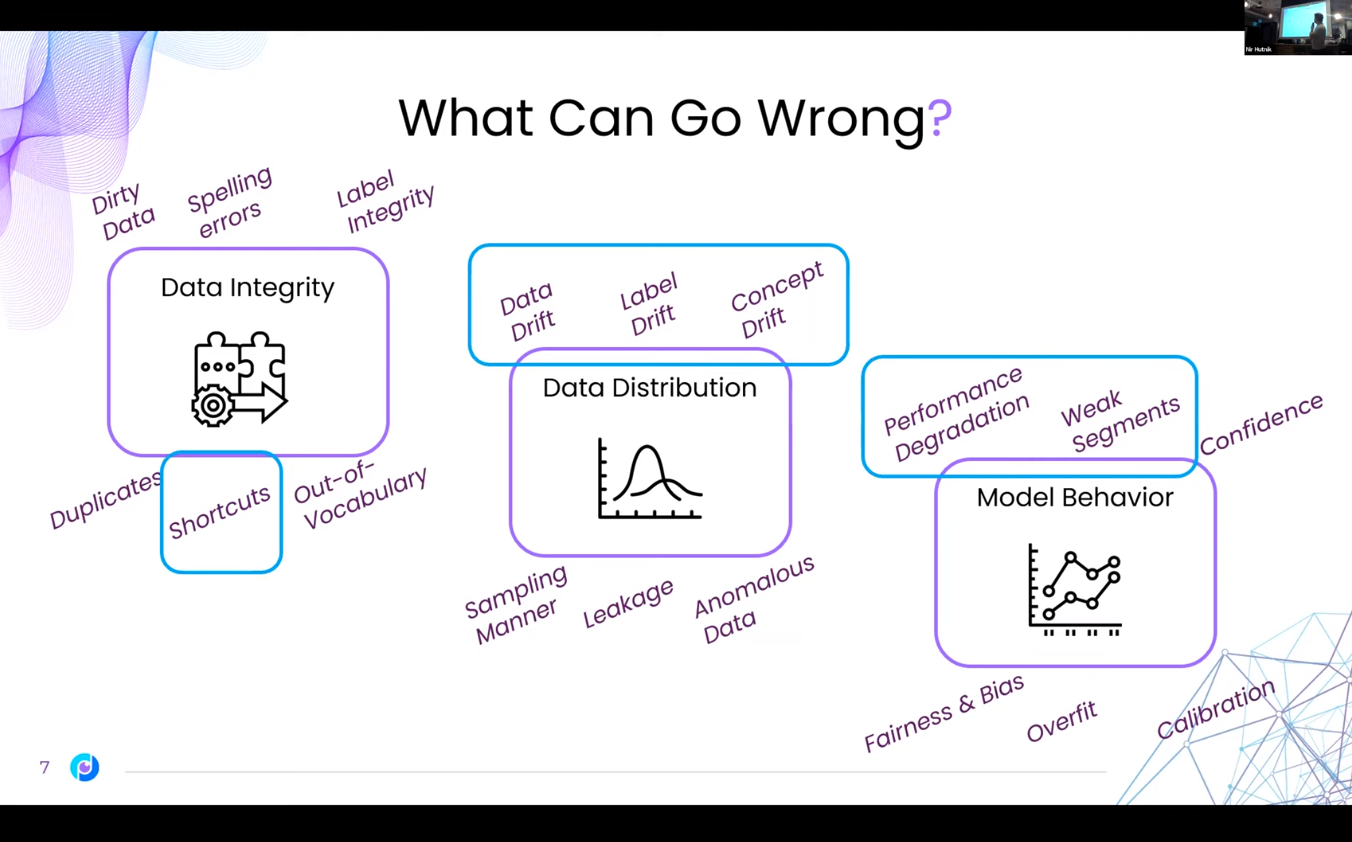 Nir Hutnik
What Can Go Wrong?
Dirty
Data
Spelling
errors
Label
Integrity
Data Integrity
Duplicates
Shortcuts
Out-of-
Vocabulary
Data
Drift
Label
Drift
Concept
Drift
Data Distribution
Sampling
Manner
Leakage
Anomalous
Data
Performance
Degradation
Weak
Segments
Confidence
Model Behavior
Fairness & Bias
Overfit
Calibration
7